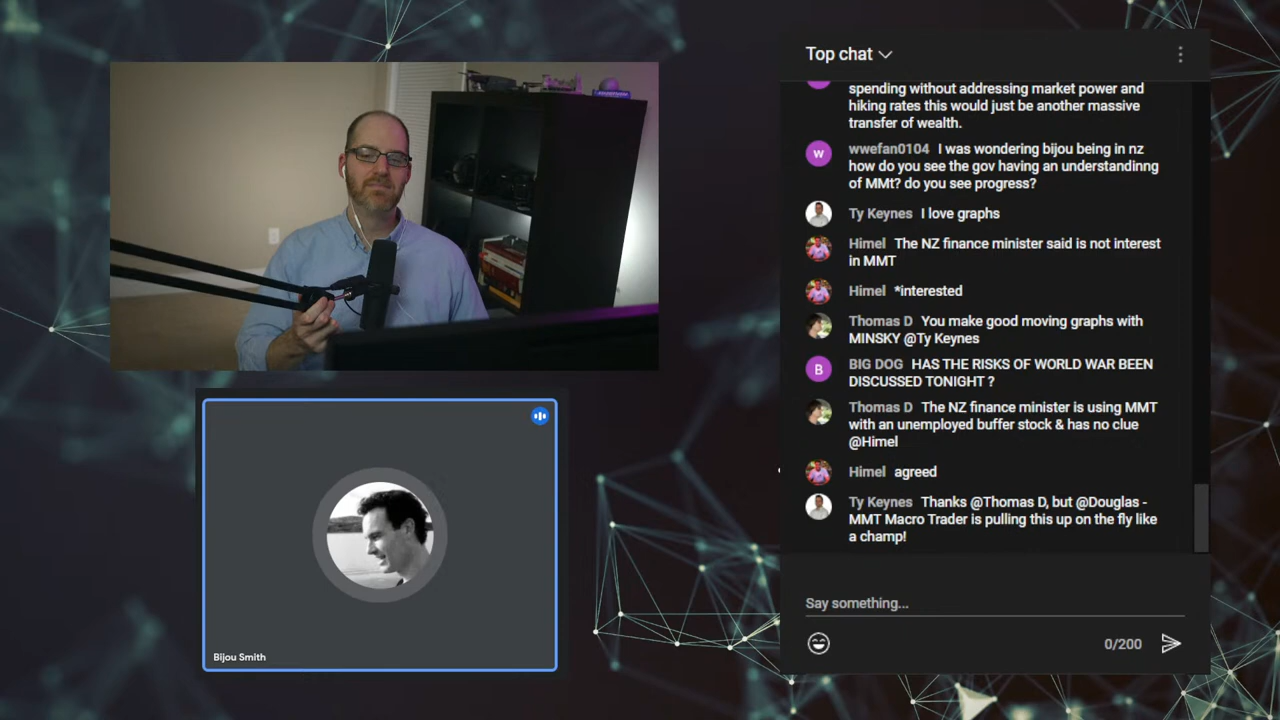 Top chat
spending without addressing market power and
hiking rates this would just be another massive
transfer of wealth.
W
wwefan0104 I was wondering bijou being in nz
how do you see the gov having an understandinng
of MMt? do you see progress?
Ty Keynes I love graphs
Himel The NZ finance minister said is not interest
in MMT
Himel *interested
Thomas D You make good moving graphs with
MINSKY @Ty Keynes
B
BIG DOG HAS THE RISKS OF WORLD WAR BEEN
DISCUSSED TONIGHT ?
Thomas D The NZ finance minister is using MMT
with an unemployed buffer stock & has no clue
@Himel
Himel agreed
Ty Keynes Thanks @Thomas D, but @Douglas -
MMT Macro Trader is pulling this up on the fly like
a champ!
Say something...
0/200
Bijou Smith